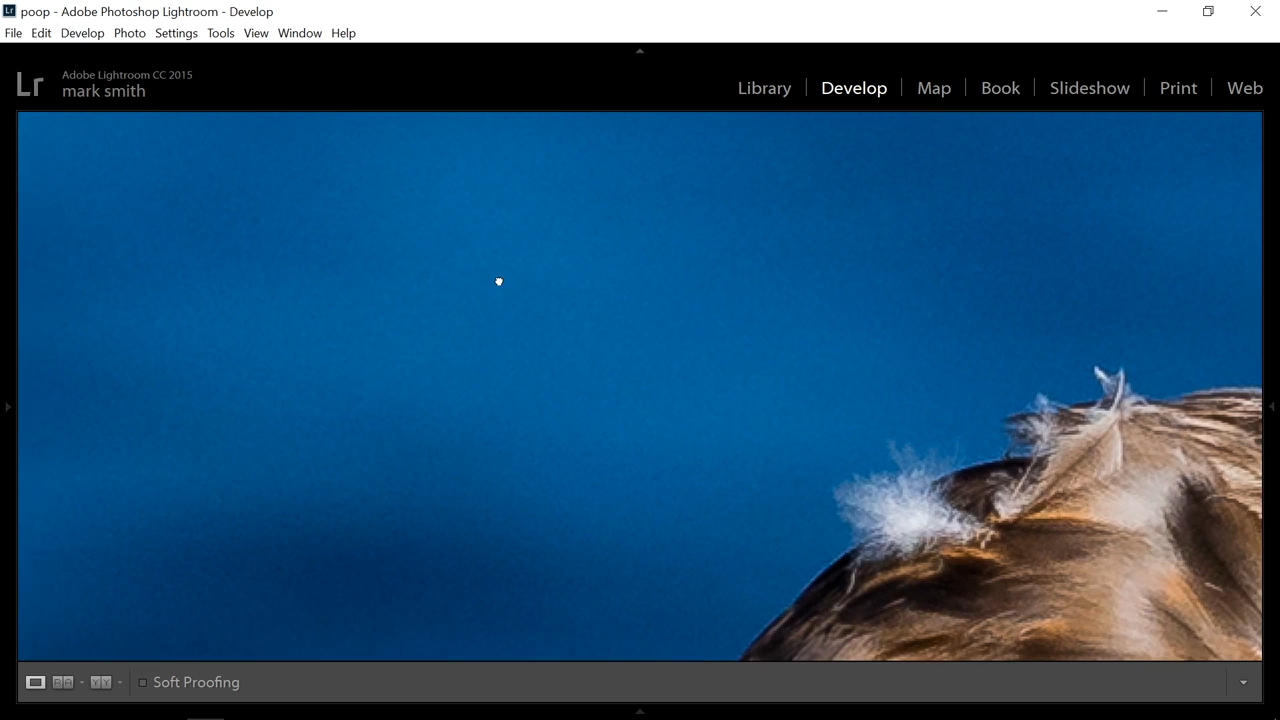 Lr poop - Adobe Photoshop Lightroom - Develop
File Edit Develop Photo Settings Tools View Window Help
Lr Adobe Lightroom CC 2015
mark smith
Library Develop Map Book Slideshow Print Web
Soft Proofing